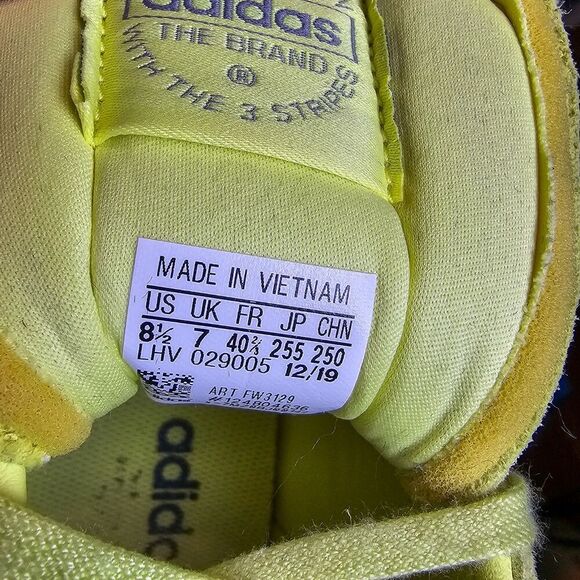 adidas
THE BRAND
®
WITH THE 3 STRIPES
MADE IN VIETNAM
US UK FR JP CHN
8½ 7 40⅔ 255 250
LHV 029005 12/19
ART FW3129
adidas